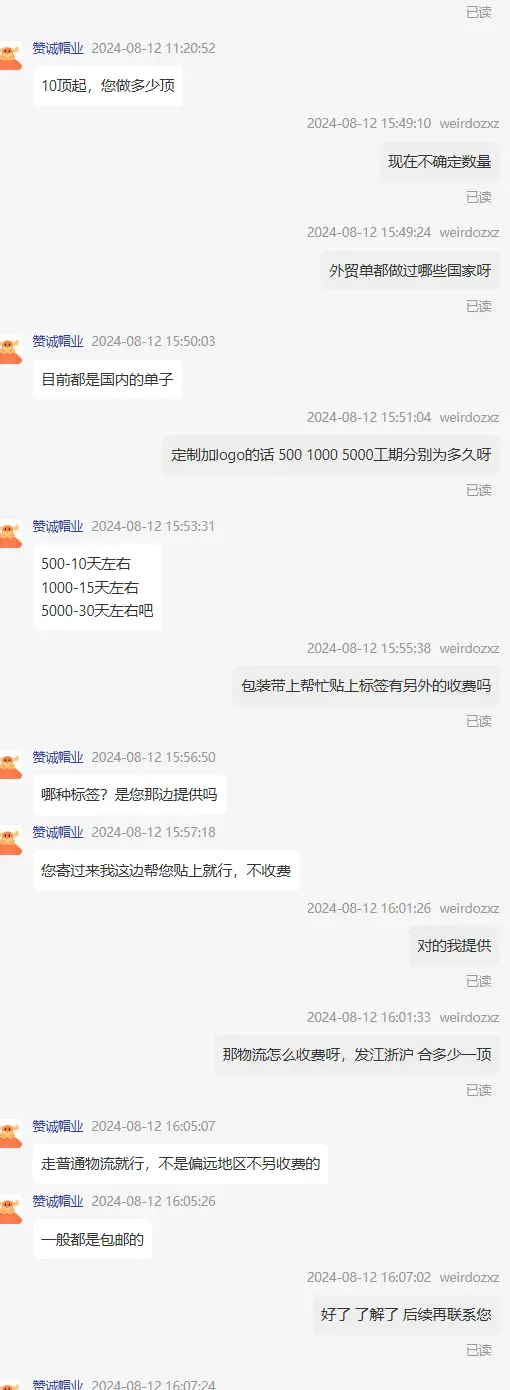 已读
赞诚帽业 2024-08-12 11:20:52
10顶起，您做多少顶
2024-08-12 15:49:10 weirdozxz
现在不确定数量
已读
2024-08-12 15:49:24 weirdozxz
外贸单都做过哪些国家呀
已读
赞诚帽业 2024-08-12 15:50:03
目前都是国内的单子
2024-08-12 15:51:04 weirdozxz
定制加logo的话 500 1000 5000工期分别为多久呀
已读
赞诚帽业 2024-08-12 15:53:31
500-10天左右
1000-15天左右
5000-30天左右吧
2024-08-12 15:55:38 weirdozxz
包装带上帮忙贴上标签有另外的收费吗
已读
赞诚帽业 2024-08-12 15:56:50
哪种标签？是您那边提供吗
赞诚帽业 2024-08-12 15:57:18
您寄过来我这边帮您贴上就行，不收费
2024-08-12 16:01:26 weirdozxz
对的我提供
已读
2024-08-12 16:01:33 weirdozxz
那物流怎么收费呀，发江浙沪 合多少一顶
已读
赞诚帽业 2024-08-12 16:05:07
走普通物流就行，不是偏远地区不另收费的
赞诚帽业 2024-08-12 16:05:26
一般都是包邮的
2024-08-12 16:07:02 weirdozxz
好了 了解了 后续再联系您
已读
赞诚帽业 2024-08-12 16:07:24